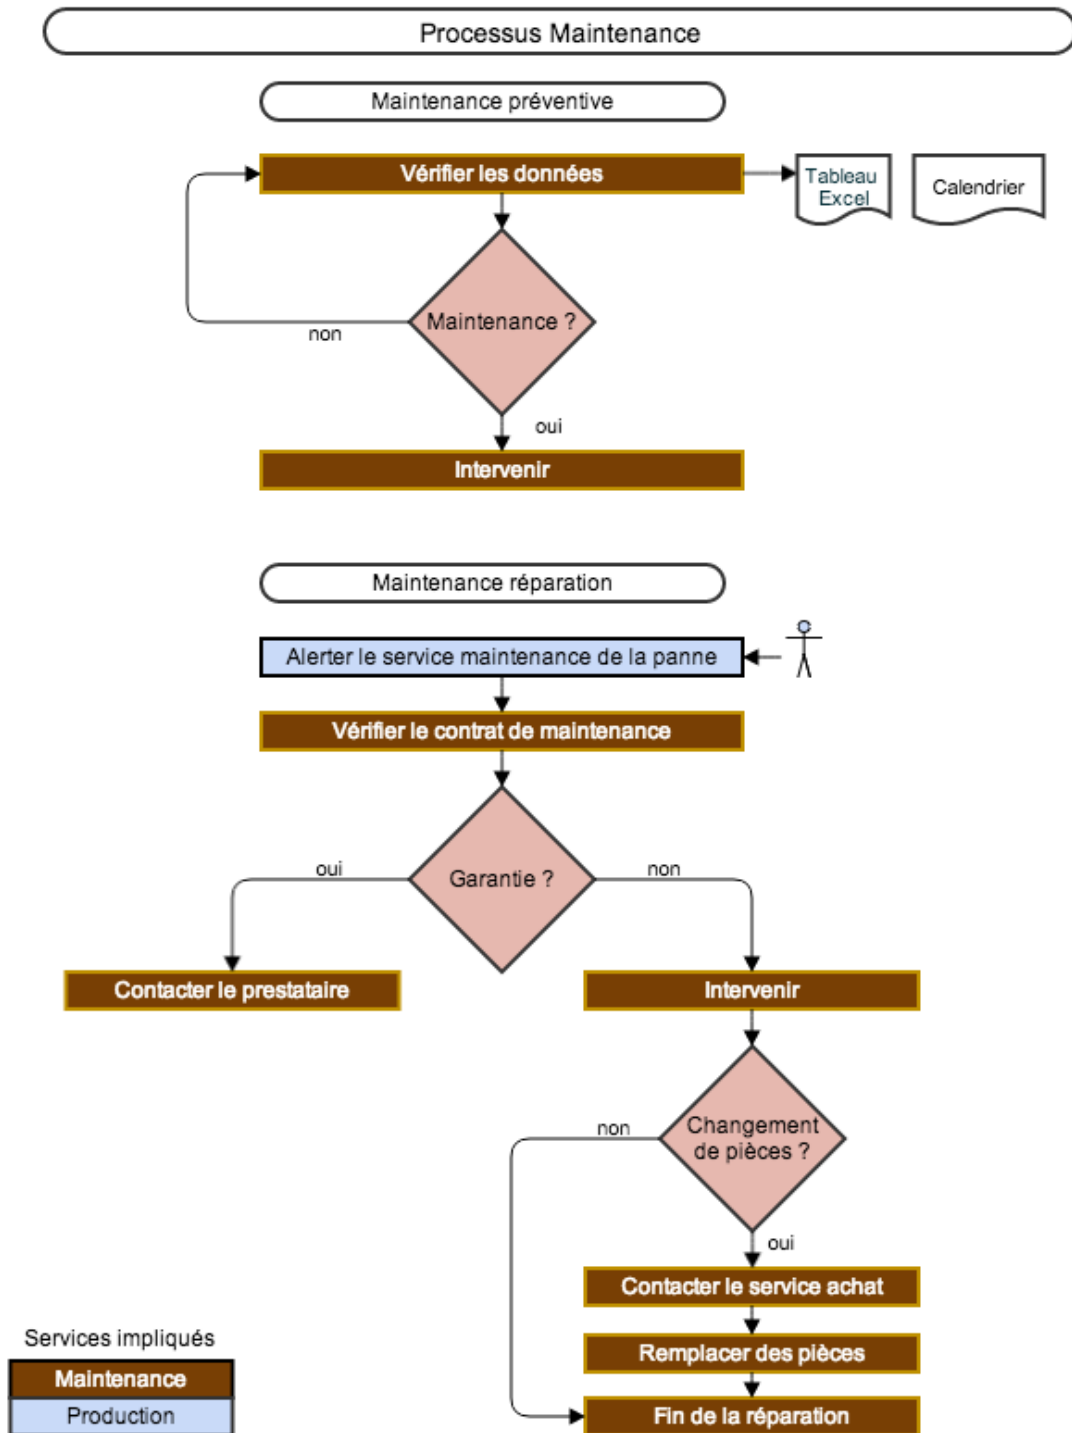 Processus Maintenance
Maintenance préventive
Vérifier les données
Tableau
Excel
Calendrier
Maintenance ?
non
oui
Intervenir
Maintenance réparation
Alerter le service maintenance de la panne
Vérifier le contrat de maintenance
oui
Garantie ?
non
Contacter le prestataire
Intervenir
non
Changement
de pièces ?
oui
Contacter le service achat
Remplacer des pièces
Fin de la réparation
Services impliqués
Maintenance
Production